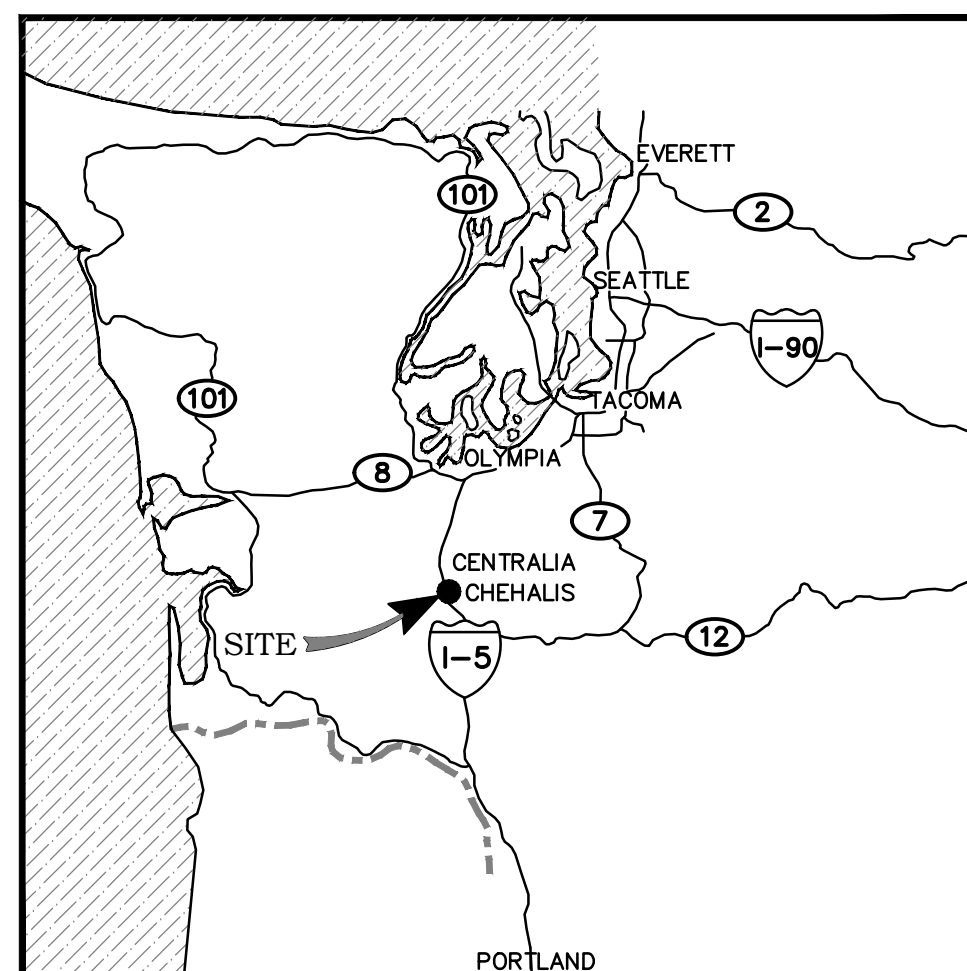 EVERETT
101
2
SEATTLE
I-90
101
TACOMA
OLYMPIA
8
7
CENTRALIA
CHEHALIS
SITE
12
I-5
PORTLAND